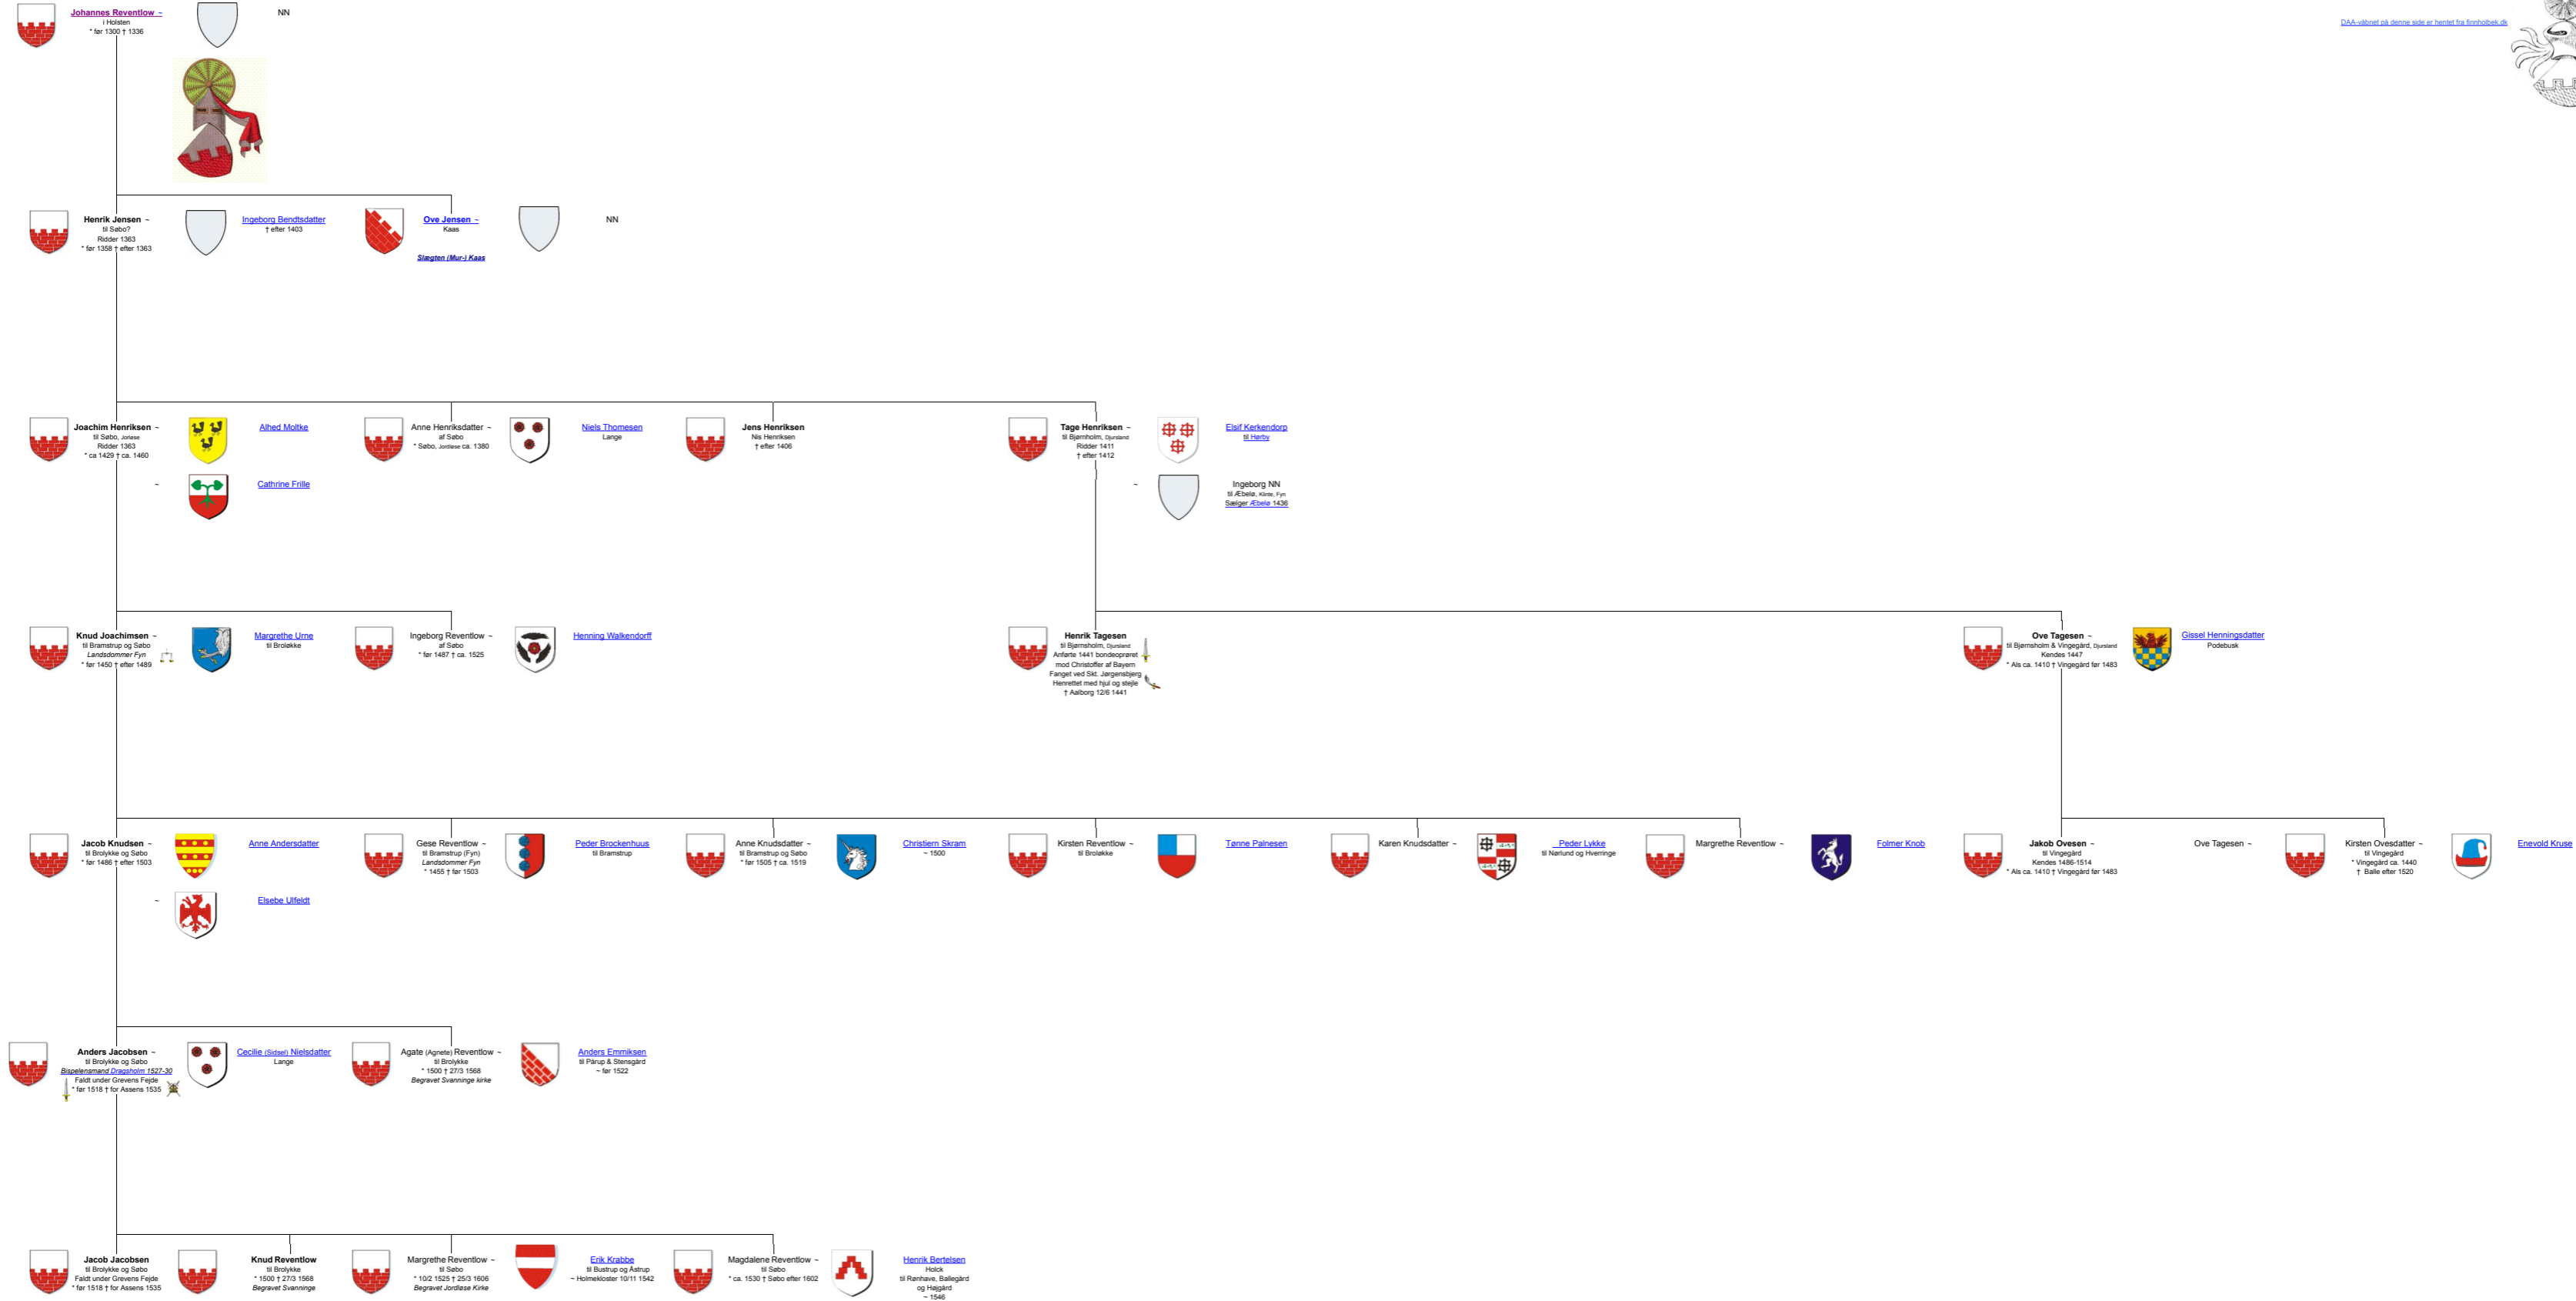 Johannes Reventlow ~
i Holsten
* før 1300 † 1336
NN
DAA-våbnet på denne side er hentet fra finnholbek.dk
Henrik Jensen ~
til Søbo?
Ridder 1363
* før 1358 † efter 1363
Ingeborg Bendtsdatter
† efter 1403
Ove Jensen ~
Kaas
Slægten (Mur-) Kaas
NN
Joachim Henriksen ~
til Søbo, Jorløse
Ridder 1363
* ca 1429 † ca. 1460
Alhed Moltke
~
Cathrine Frille
Anne Henriksdatter ~
af Søbo
* Søbo, Jordløse ca. 1380
Niels Thomesen
Lange
Jens Henriksen
Nis Henriksen
† efter 1406
Tage Henriksen ~
til Bjørnholm, Djursland
Ridder 1411
† efter 1412
Elsif Kerkendorp
til Hørby
~
Ingeborg NN
til Æbelø, Klinte, Fyn
Sælger Æbelø 1436
Knud Joachimsen ~
til Bramstrup og Søbo
Landsdommer Fyn
* før 1450 † efter 1489
Margrethe Urne
til Broløkke
Ingeborg Reventlow ~
af Søbo
* før 1487 † ca. 1525
Henning Walkendorff
Henrik Tagesen
til Bjørnsholm, Djursland
Anførte 1441 bondeoprøret
mod Christoffer af Bayern
Fanget ved Skt. Jørgensbjerg
Henrettet med hjul og stejle
† Aalborg 12/6 1441
Ove Tagesen ~
til Bjørnsholm & Vingegård, Djursland
Kendes 1447
* Als ca. 1410 † Vingegård før 1483
Gissel Henningsdatter
Podebusk
Jacob Knudsen ~
til Brolykke og Søbo
* før 1486 † efter 1503
Anne Andersdatter
~
Elsebe Ulfeldt
Gese Reventlow ~
til Bramstrup (Fyn)
Landsdommer Fyn
* 1455 † før 1503
Peder Brockenhuus
til Bramstrup
Anne Knudsdatter ~
til Bramstrup og Søbo
* før 1505 † ca. 1519
Christiern Skram
~ 1500
Kirsten Reventlow ~
til Broløkke
Tønne Palnesen
Karen Knudsdatter ~
Peder Lykke
til Nørlund og Hverringe
Margrethe Reventlow ~
Folmer Knob
Jakob Ovesen ~
til Vingegård
Kendes 1486-1514
* Als ca. 1410 † Vingegård før 1483
Ove Tagesen ~
Kirsten Ovesdatter ~
til Vingegård
* Vingegård ca. 1440
† Balle efter 1520
Enevold Kruse
Anders Jacobsen ~
til Brolykke og Søbo
Bispelensmand Dragsholm 1527-30
Faldt under Grevens Fejde
* før 1518 † for Assens 1535
Cecilie (Sidsel) Nielsdatter
Lange
Agate (Agnete) Reventlow ~
til Brolykke
* 1500 † 27/3 1568
Begravet Svanninge kirke
Anders Emmiksen
til Pårup & Stensgård
~ før 1522
Jacob Jacobsen
til Brolykke og Søbo
Faldt under Grevens Fejde
* før 1518 † for Assens 1535
Knud Reventlow
til Brolykke
* 1500 † 27/3 1568
Begravet Svanninge
Margrethe Reventlow ~
til Søbo
* 10/2 1525 † 25/3 1606
Begravet Jordløse Kirke
Erik Krabbe
til Bustrup og Åstrup
~ Holmekloster 10/11 1542
Magdalene Reventlow ~
til Søbo
* ca. 1530 † Søbo efter 1602
Henrik Bertelsen
Holck
til Rønhave, Ballegård
og Højgård
~ 1546